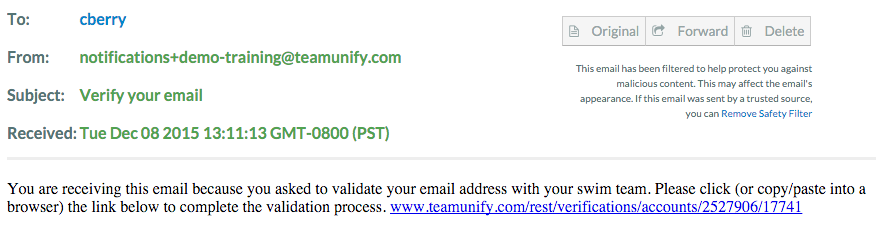 To: cberry
Original Forward Delete
From: notifications+demo-training@teamunify.com
This email has been filtered to help protect you against
malicious content. This may affect the email's
appearance. If this email was sent by a trusted source,
you can Remove Safety Filter
Subject: Verify your email
Received: Tue Dec 08 2015 13:11:13 GMT-0800 (PST)
You are receiving this email because you asked to validate your email address with your swim team. Please click (or copy/paste into a
browser) the link below to complete the validation process. www.teamunify.com/rest/verifications/accounts/2527906/17741